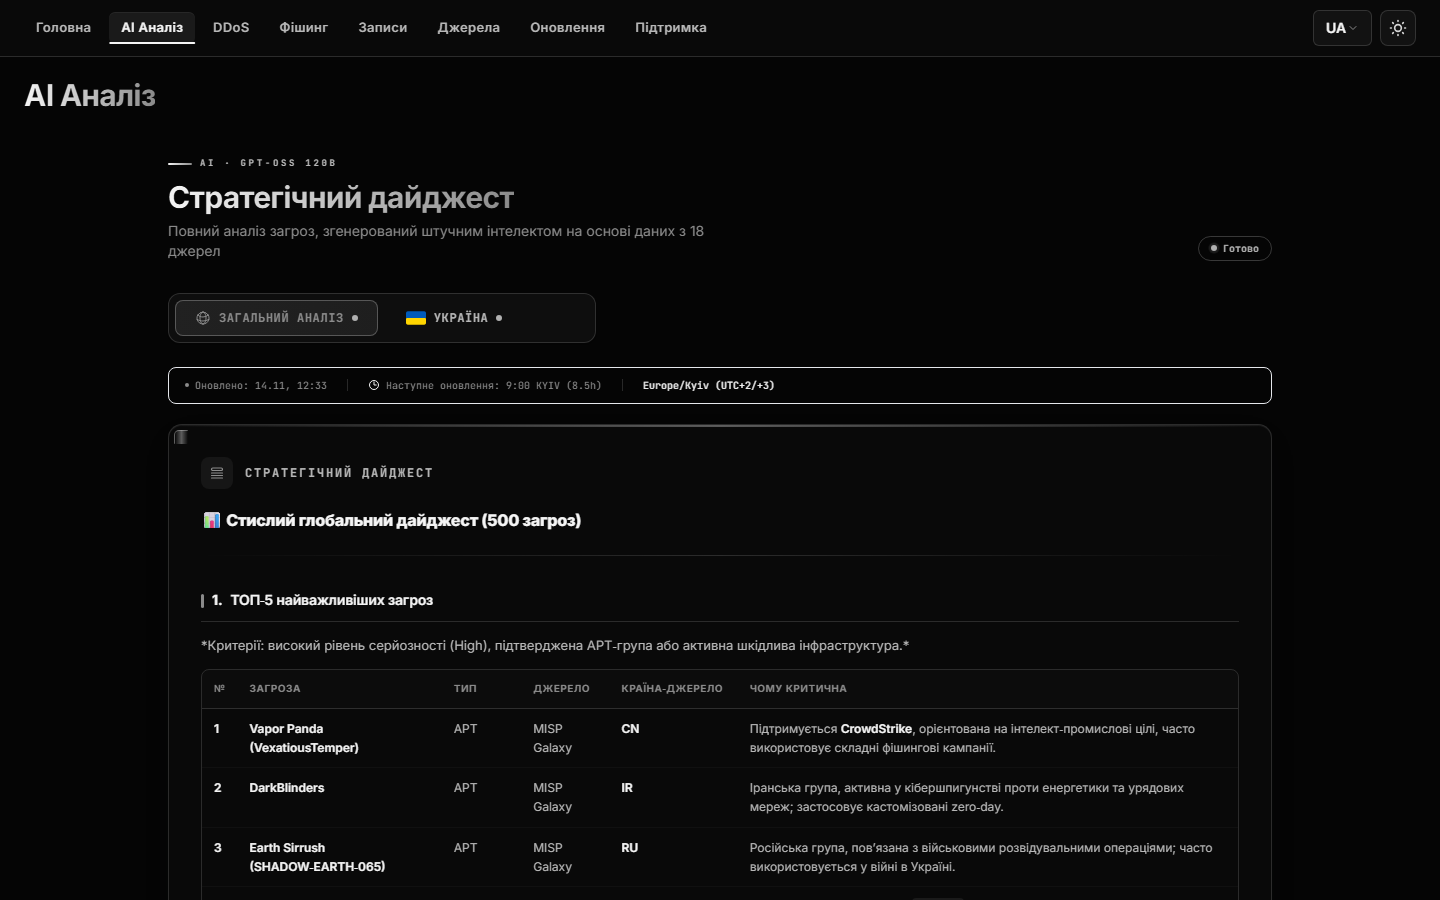 Головна AI Аналіз DDoS Фішинг Записи Джерела Оновлення Підтримка UA
AI Аналіз
AI · GPT-OSS 120B
Стратегічний дайджест
Повний аналіз загроз, згенерований штучним інтелектом на основі даних з 18
джерел
Готово
ЗАГАЛЬНИЙ АНАЛІЗ УКРАЇНА
Оновлено: 14.11, 12:33 Наступне оновлення: 9:00 KYIV (8.5h) Europe/Kyiv (UTC+2/+3)
СТРАТЕГІЧНИЙ ДАЙДЖЕСТ
Стислий глобальний дайджест (500 загроз)
1. ТОП-5 найважливіших загроз
*Критерії: високий рівень серйозності (High), підтверджена APT-група або активна шкідлива інфраструктура.*
№ ЗАГРОЗА ТИП ДЖЕРЕЛО КРАЇНА-ДЖЕРЕЛО ЧОМУ КРИТИЧНА
1 Vapor Panda APT MISP CN Підтримується CrowdStrike, орієнтована на інтелект-промислові цілі, часто
(VexatiousTemper) Galaxy використовує складні фішингові кампанії.
2 DarkBlinders APT MISP IR Іранська група, активна у кібершпигунстві проти енергетики та урядових
Galaxy мереж; застосовує кастомізовані zero-day.
3 Earth Sirrush APT MISP RU Російська група, пов’язана з військовими розвідувальними операціями; часто
(SHADOW-EARTH-065) Galaxy використовується у війні в Україні.